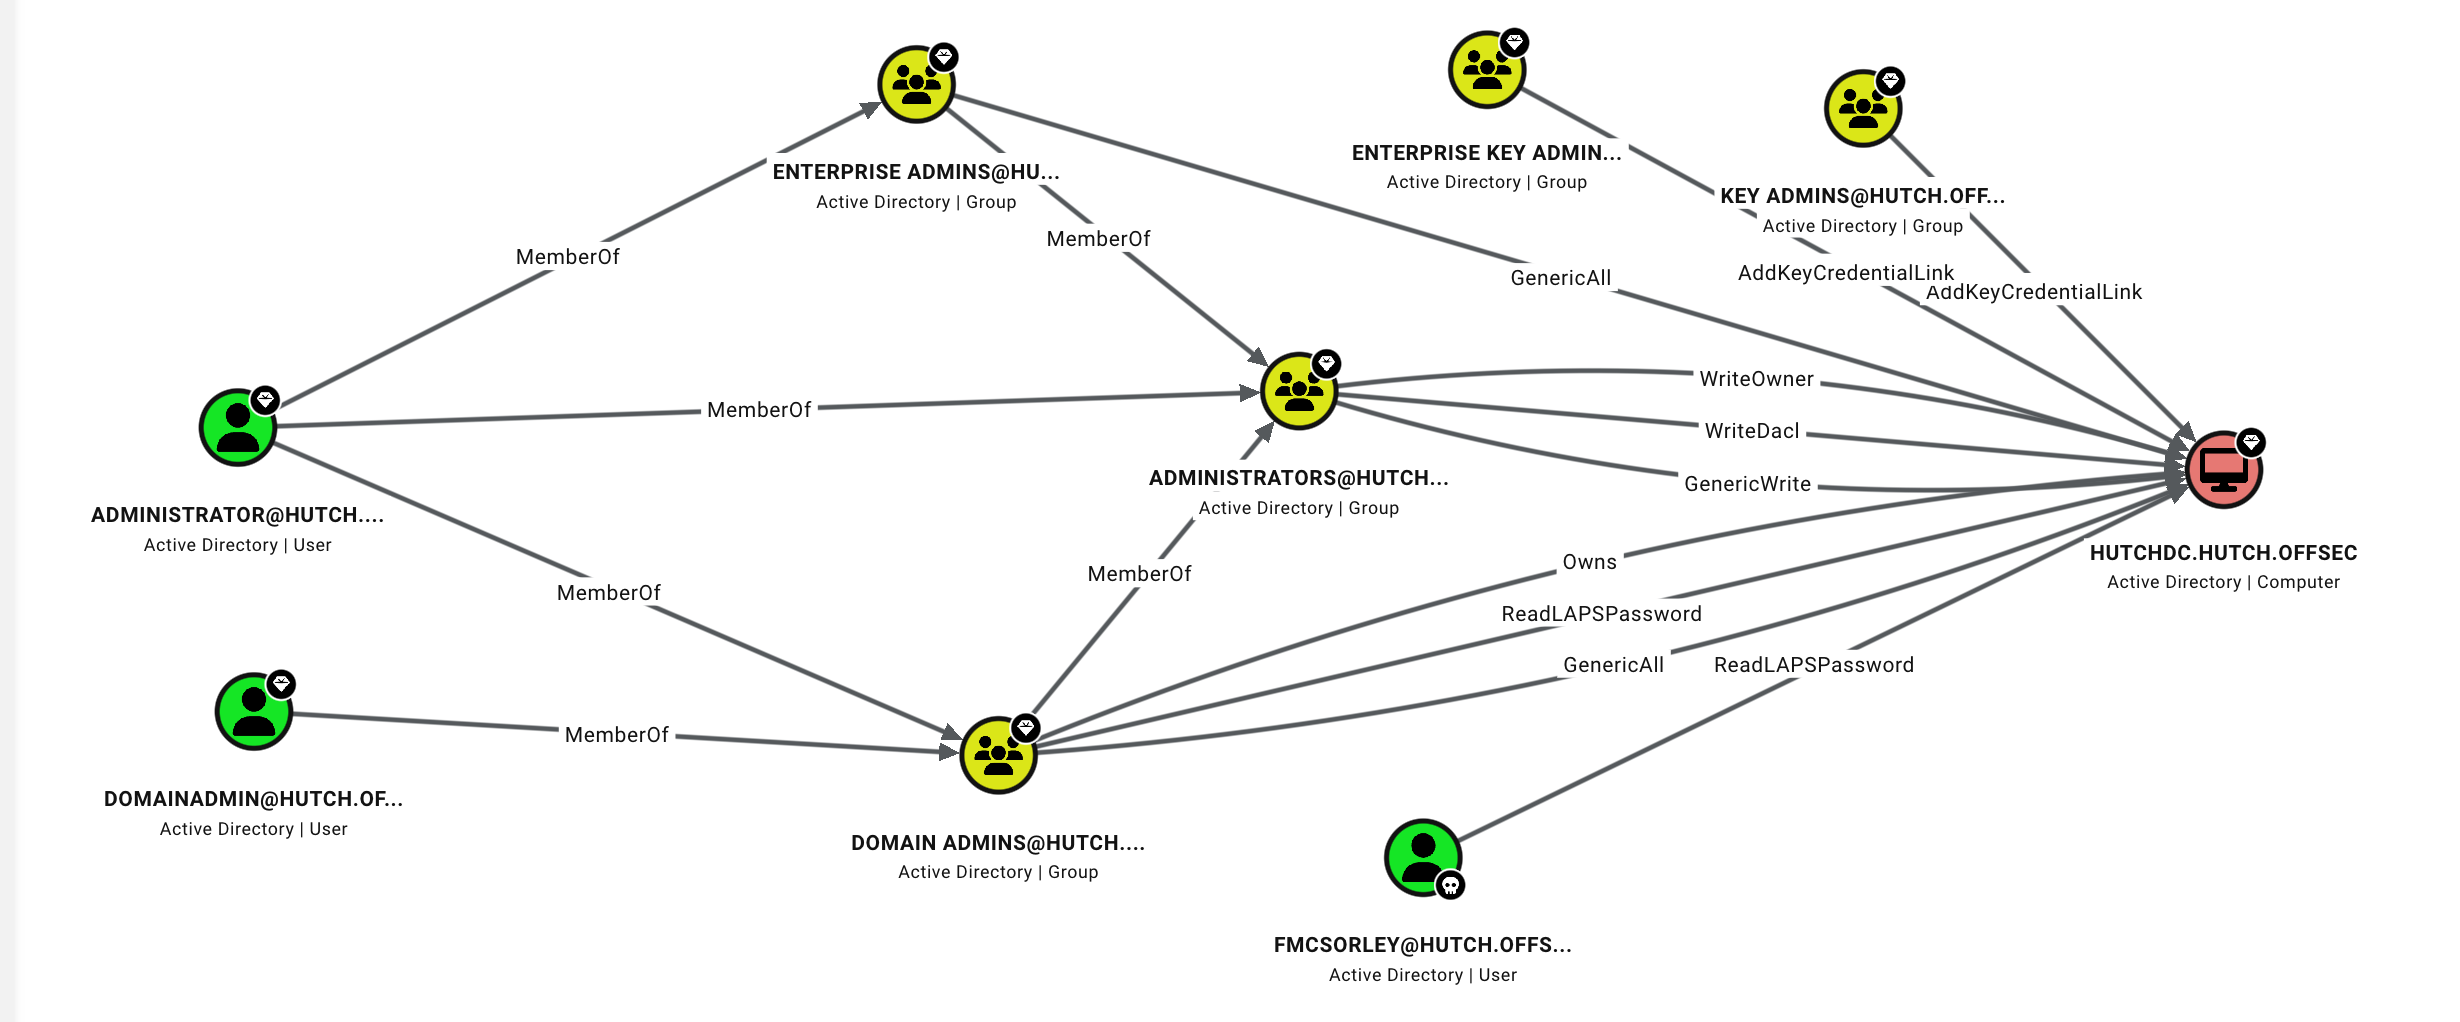 ENTERPRISE ADMINS@HU...
Active Directory | Group
ENTERPRISE KEY ADMIN...
Active Directory | Group
KEY ADMINS@HUTCH.OFF...
Active Directory | Group
MemberOf
MemberOf
GenericAll
AddKeyCredentialLink
AddKeyCredentialLink
MemberOf
WriteOwner
WriteDacl
GenericWrite
ADMINISTRATORS@HUTCH...
Active Directory | Group
ADMINISTRATOR@HUTCH....
Active Directory | User
HUTCHDC.HUTCH.OFFSEC
Active Directory | Computer
MemberOf
MemberOf
Owns
ReadLAPSPassword
GenericAll
ReadLAPSPassword
MemberOf
DOMAINADMIN@HUTCH.OF...
Active Directory | User
DOMAIN ADMINS@HUTCH....
Active Directory | Group
FMCSORLEY@HUTCH.OFFS...
Active Directory | User